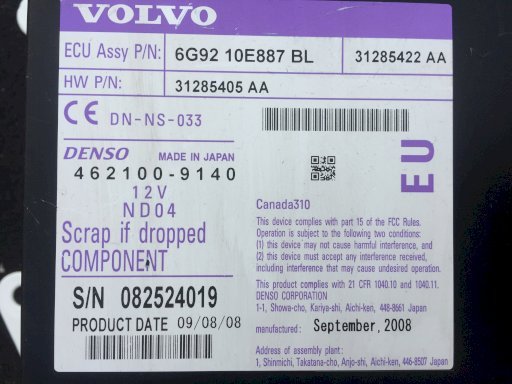 VOLVO
ECU Assy P/N: 6G92 10E887 BL 31285422 AA
HW P/N: 31285405 AA
CE DN-NS-033
DENSO MADE IN JAPAN
462100-9140
12V
ND04
Scrap if dropped
COMPONENT
S/N 082524019
PRODUCT DATE 09/08/08
EU
Canada310
This device complies with part 15 of the FCC Rules.
Operation is subject to the following two conditions:
(1) this device may not cause harmful interference, and
(2) this device must accept any interference received,
including interference that may cause undesired operation.
This product complies with 21 CFR 1040.10 and 1040.11.
DENSO CORPORATION
1-1, Showa-cho, Kariya-shi, Aichi-ken, 448-8661 Japan
manufactured: September, 2008
Address of assembly plant:
1, Shinmichi, Takatana-cho, Anjo-shi, Aichi-ken, 446-8507 Japan